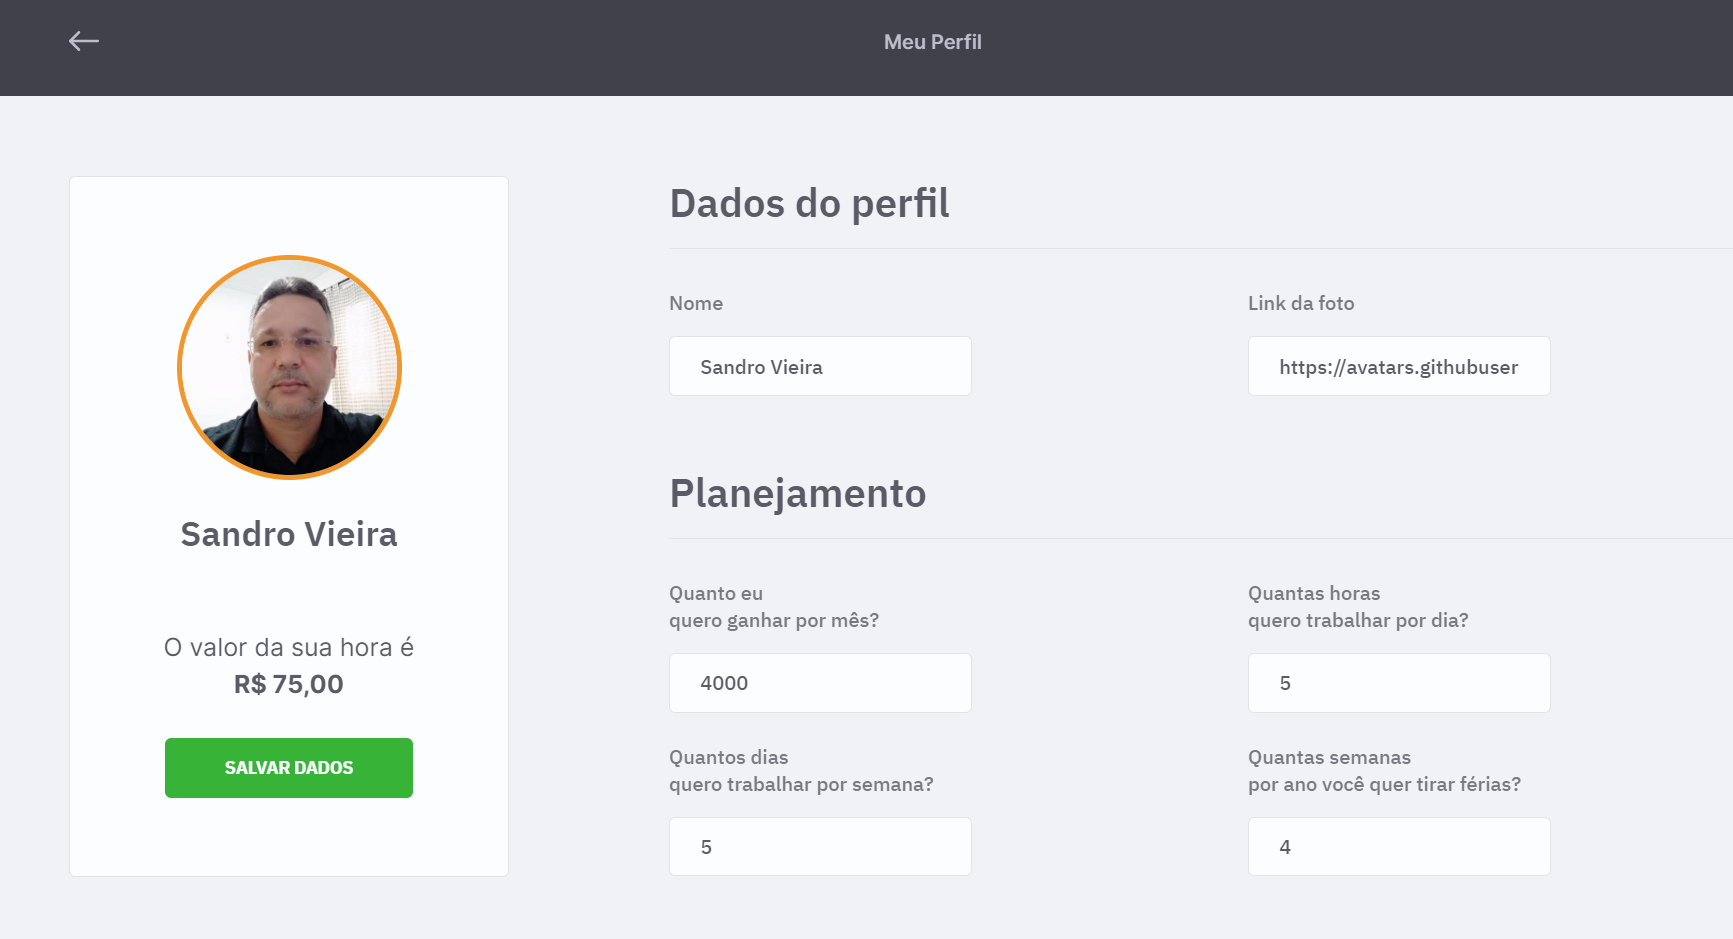 Meu Perfil
Sandro Vieira
O valor da sua hora é
R$ 75,00
SALVAR DADOS
Dados do perfil
Nome
Link da foto
Sandro Vieira
https://avatars.githubuser
Planejamento
Quanto eu
quero ganhar por mês?
Quantas horas
quero trabalhar por dia?
4000
5
Quantos dias
quero trabalhar por semana?
Quantas semanas
por ano você quer tirar férias?
5
4